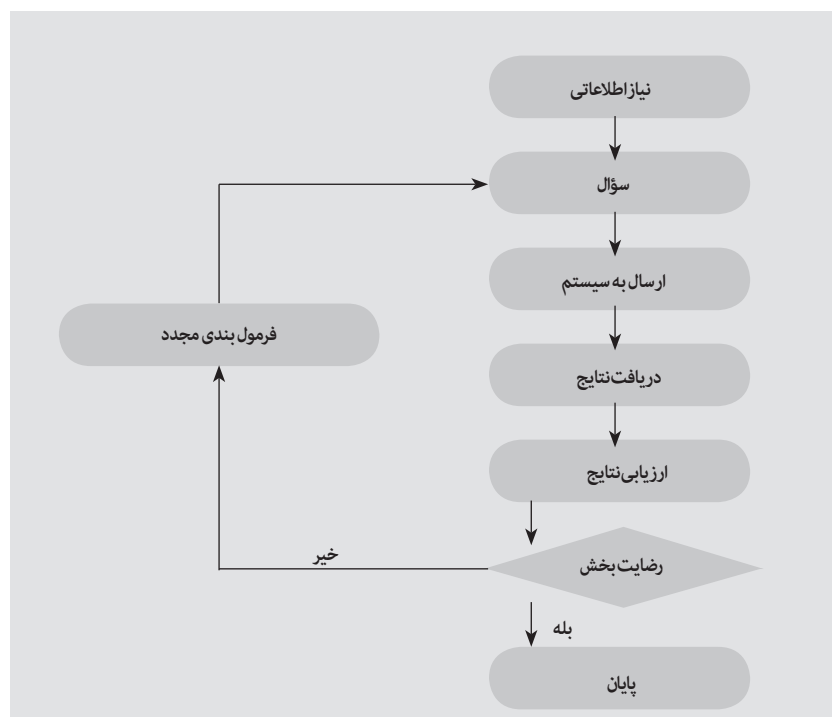 نیاز اطلاعاتی
سؤال
ارسال به سیستم
فرمول بندی مجدد
دریافت نتایج
ارزیابی نتایج
رضایت بخش
خیر
بله
پایان